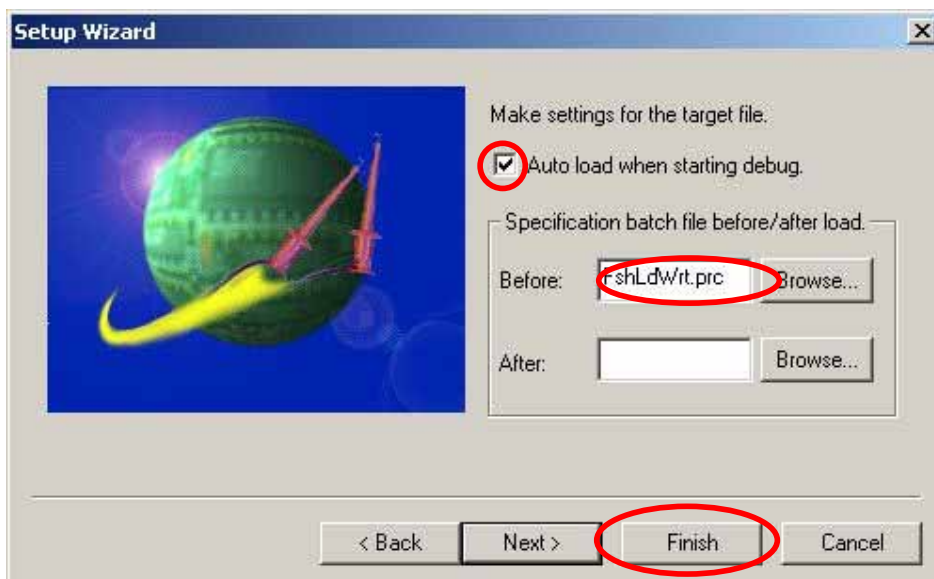 Setup Wizard
Make settings for the target file.
Auto load when starting debug.
Specification batch file before/after load.
Before: FshLdWrt.prc Browse...
After: Browse...
< Back Next > Finish Cancel